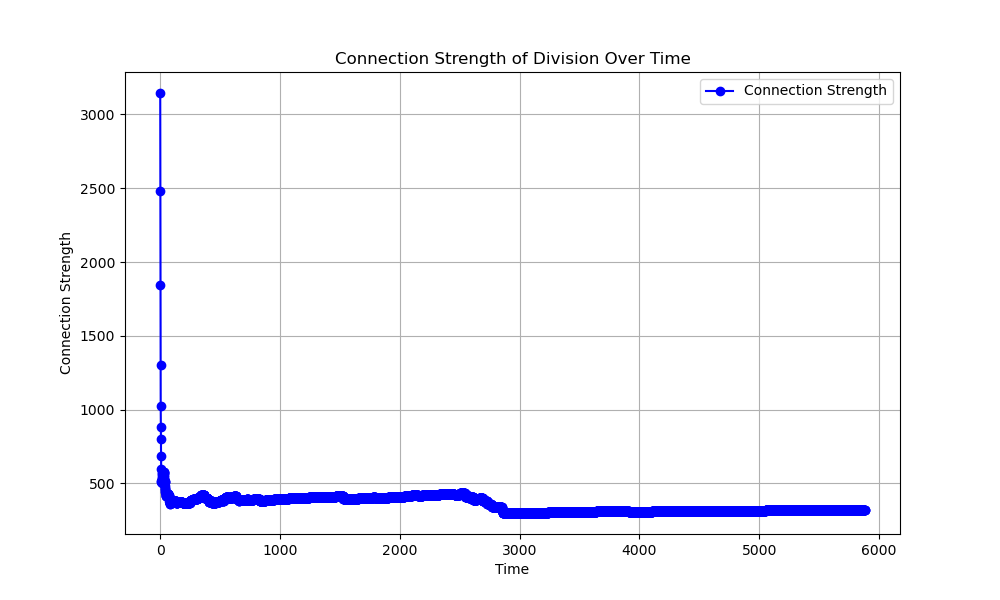 Connection Strength of Division Over Time
Connection Strength
3000
2500
2000
1500
1000
500
Connection Strength
0 1000 2000 3000 4000 5000 6000
Time